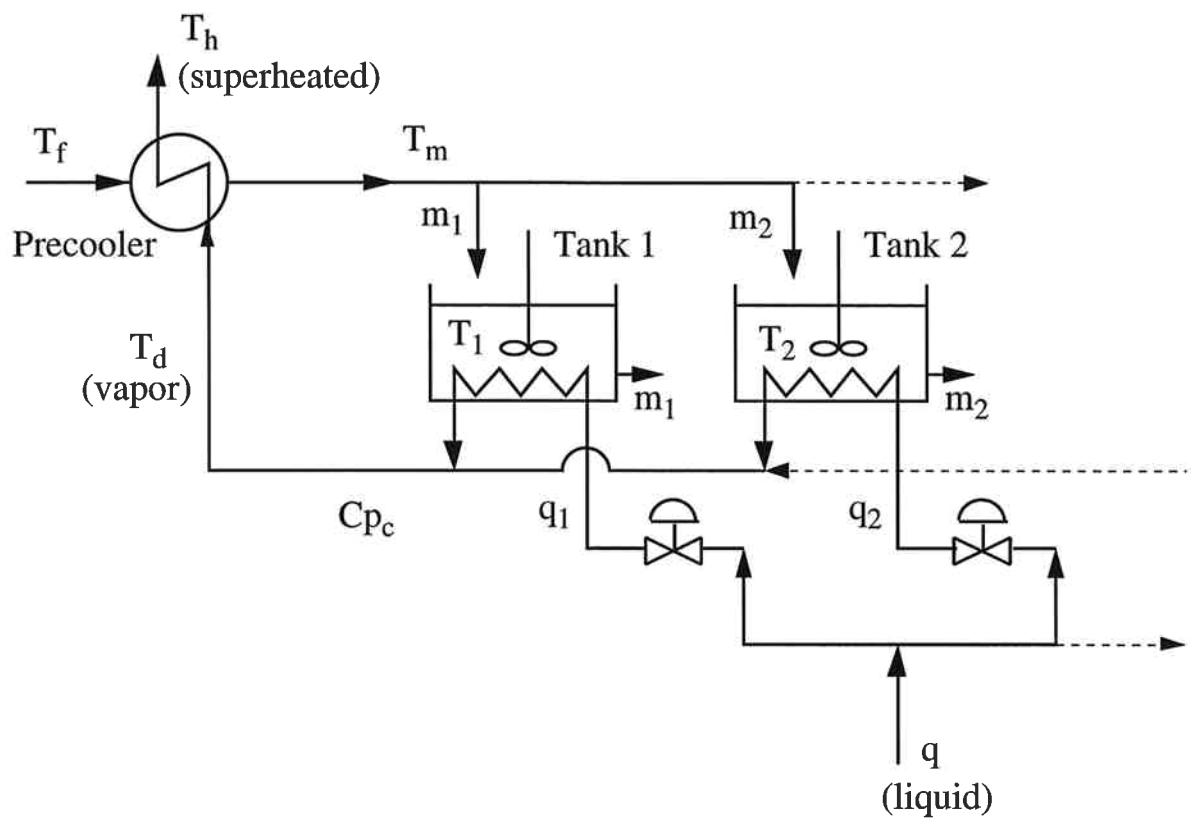 T_h
(superheated)
T_f
T_m
Precooler
m_1
Tank 1
m_2
Tank 2
T_1
T_2
T_d
(vapor)
m_1
m_2
Cp_c
q_1
q_2
q
(liquid)